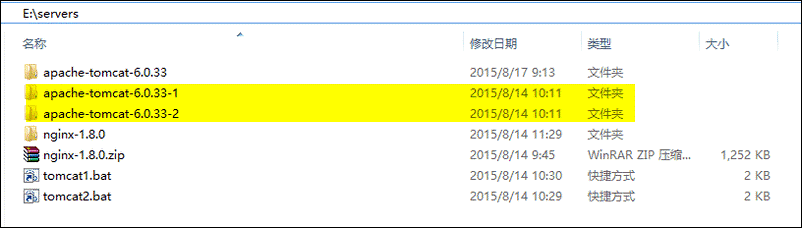 E:\servers
名称 修改日期 类型 大小
apache-tomcat-6.0.33 2015/8/17 9:13 文件夹
apache-tomcat-6.0.33-1 2015/8/14 10:11 文件夹
apache-tomcat-6.0.33-2 2015/8/14 10:11 文件夹
nginx-1.8.0 2015/8/14 11:29 文件夹
nginx-1.8.0.zip 2015/8/14 9:45 WinRAR ZIP 压缩... 1,252 KB
tomcat1.bat 2015/8/14 10:30 快捷方式 2 KB
tomcat2.bat 2015/8/14 10:29 快捷方式 2 KB